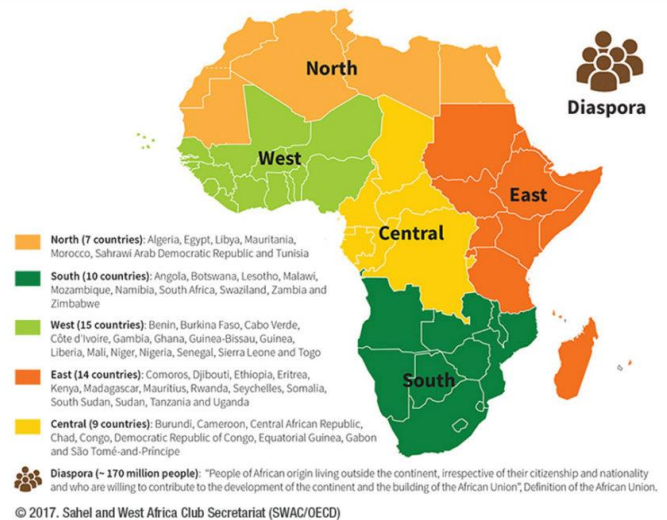 North
Diaspora
West
East
Central
South
North (7 countries): Algeria, Egypt, Libya, Mauritania,
Morocco, Sahrawi Arab Democratic Republic and Tunisia
South (10 countries): Angola, Botswana, Lesotho, Malawi,
Mozambique, Namibia, South Africa, Swaziland, Zambia and
Zimbabwe
West (15 countries): Benin, Burkina Faso, Cabo Verde,
Côte d'Ivoire, Gambia, Ghana, Guinea-Bissau, Guinea,
Liberia, Mali, Niger, Nigeria, Senegal, Sierra Leone and Togo
East (14 countries): Comoros, Djibouti, Ethiopia, Eritrea,
Kenya, Madagascar, Mauritius, Rwanda, Seychelles, Somalia,
South Sudan, Sudan, Tanzania and Uganda
Central (9 countries): Burundi, Cameroon, Central African Republic,
Chad, Congo, Democratic Republic of Congo, Equatorial Guinea, Gabon
and São Tomé-and-Príncipe
Diaspora (~ 170 million people): "People of African origin living outside the continent, irrespective of their citizenship and nationality
and who are willing to contribute to the development of the continent and the building of the African Union", Definition of the African Union.
© 2017. Sahel and West Africa Club Secretariat (SWAC/OECD)